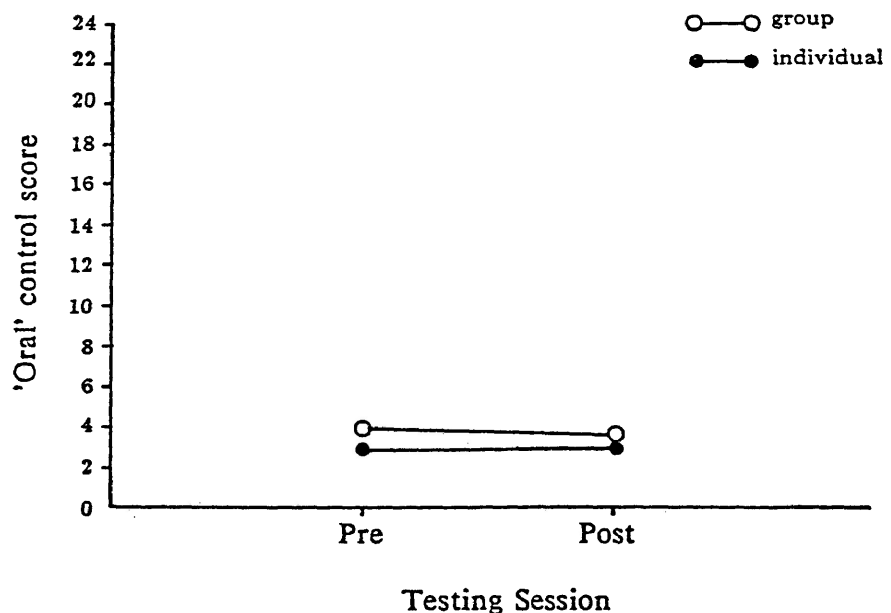 24
22
20
18
16
14
12
10
8
6
4
2
0
'Oral' control score
group
individual
Pre Post
Testing Session